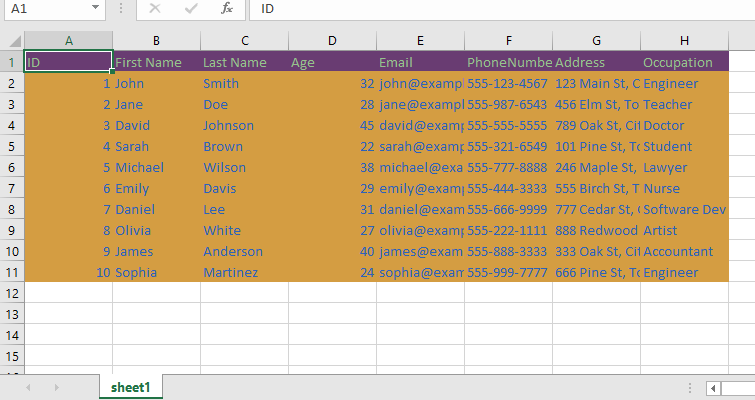 A1 fx ID
A B C D E F G H
1 ID First Name Last Name Age Email PhoneNumbe Address Occupation
2 1 John Smith 32 john@exampl 555-123-4567 123 Main St, C Engineer
3 2 Jane Doe 28 jane@exampl 555-987-6543 456 Elm St, To Teacher
4 3 David Johnson 45 david@examp 555-555-5555 789 Oak St, Cit Doctor
5 4 Sarah Brown 22 sarah@examp 555-321-6549 101 Pine St, To Student
6 5 Michael Wilson 38 michael@exa 555-777-8888 246 Maple St, Lawyer
7 6 Emily Davis 29 emily@exam 555-444-3333 555 Birch St, T Nurse
8 7 Daniel Lee 31 daniel@exam 555-666-9999 777 Cedar St, Software Dev
9 8 Olivia White 27 olivia@examp 555-222-1111 888 Redwood Artist
10 9 James Anderson 40 james@exam 555-888-3333 333 Oak St, Cit Accountant
11 10 Sophia Martinez 24 sophia@exam 555-999-7777 666 Pine St, To Engineer
12
13
14
15
sheet1